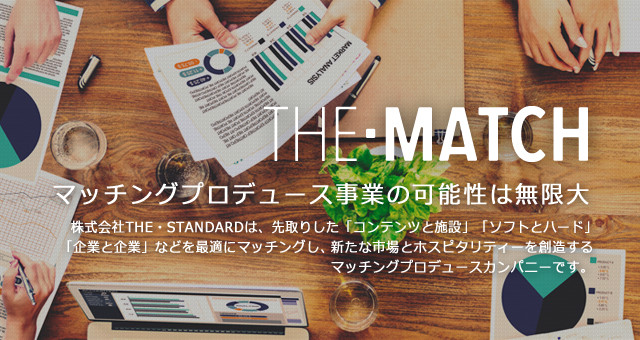 MARKET ANALYSIS
THE・MATCH
マッチングプロデュース事業の可能性は無限大
株式会社THE・STANDARDは、先取りした「コンテンツと施設」「ソフトとハード」
「企業と企業」などを最適にマッチングし、新たな市場とホスピタリティーを創造する
マッチングプロデュースカンパニーです。